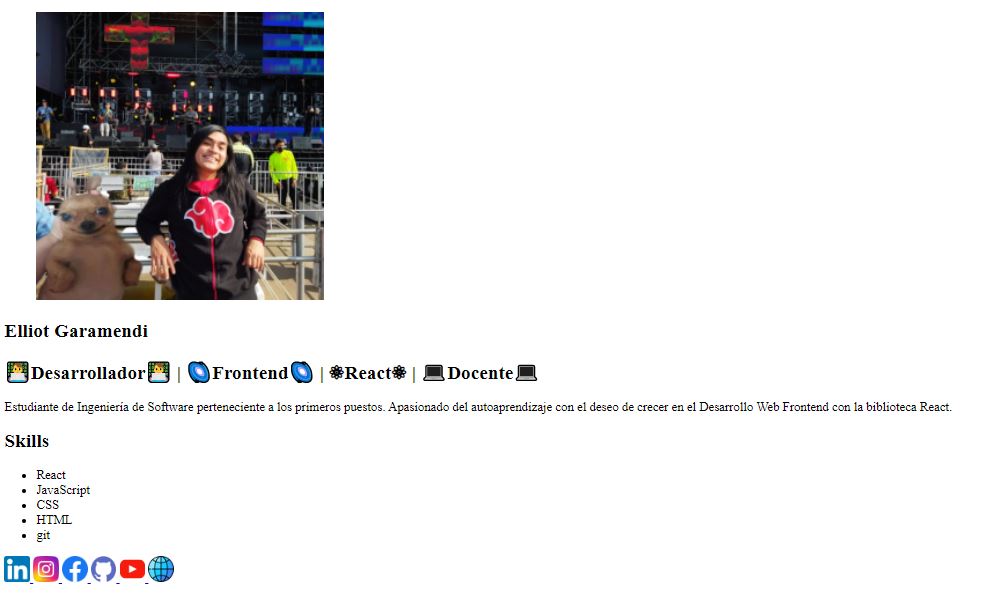 Elliot Garamendi
👨‍💻Desarrollador👨‍💻 | 🌌Frontend🌌 | ⚛React⚛ | 💻Docente💻
Estudiante de Ingeniería de Software perteneciente a los primeros puestos. Apasionado del autoaprendizaje con el deseo de crecer en el Desarrollo Web Frontend con la biblioteca React.
Skills
• React
• JavaScript
• CSS
• HTML
• git
in